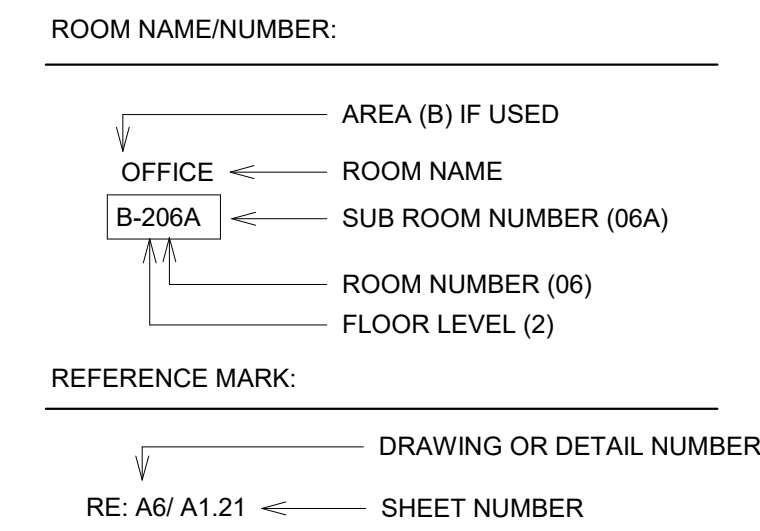 ROOM NAME/NUMBER:
AREA (B) IF USED
OFFICE ROOM NAME
B-206A SUB ROOM NUMBER (06A)
ROOM NUMBER (06)
FLOOR LEVEL (2)
REFERENCE MARK:
DRAWING OR DETAIL NUMBER
RE: A6/ A1.21 SHEET NUMBER